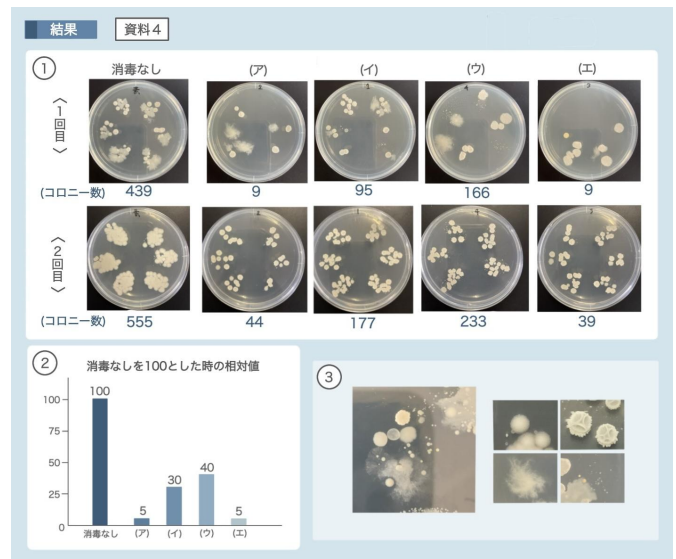 結果 資料4
①
消毒なし (ア) (イ) (ウ) (エ)
〈1回目〉
(コロニー数) 439 9 95 166 9
〈2回目〉
(コロニー数) 555 44 177 233 39
②
消毒なしを100とした時の相対値
100
75
50
25
0
100 5 30 40 5
消毒なし (ア) (イ) (ウ) (エ)
③